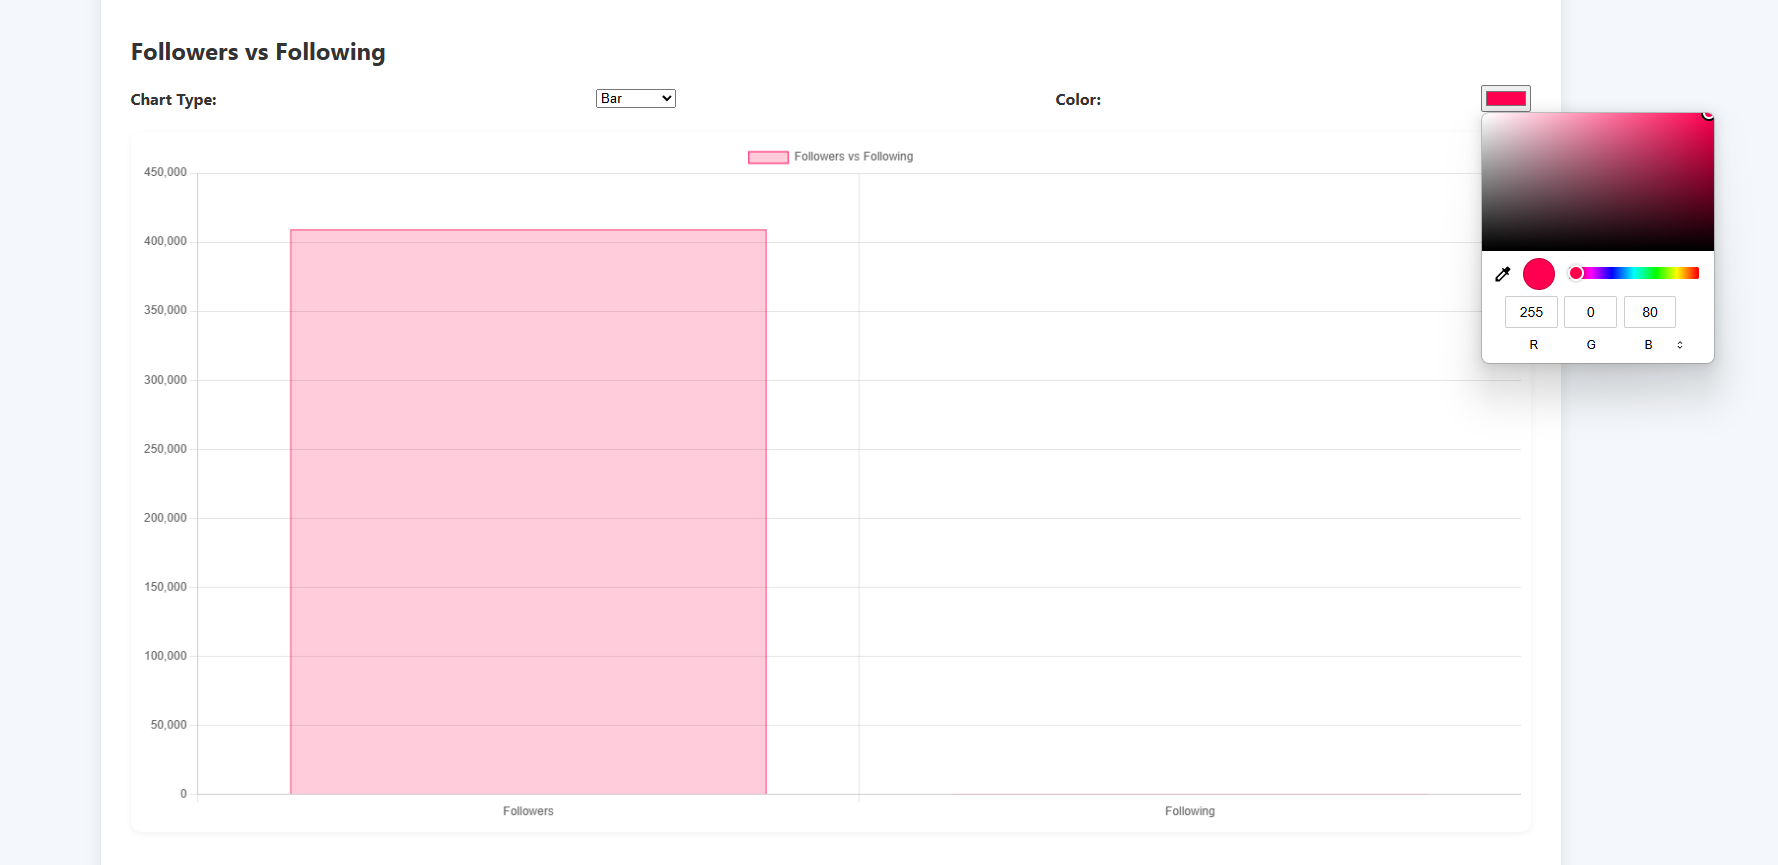 Followers vs Following
Chart Type:
Bar
Color:
Followers vs Following
450,000
400,000
350,000
300,000
250,000
200,000
150,000
100,000
50,000
0
Followers
Following
255
0
80
R
G
B